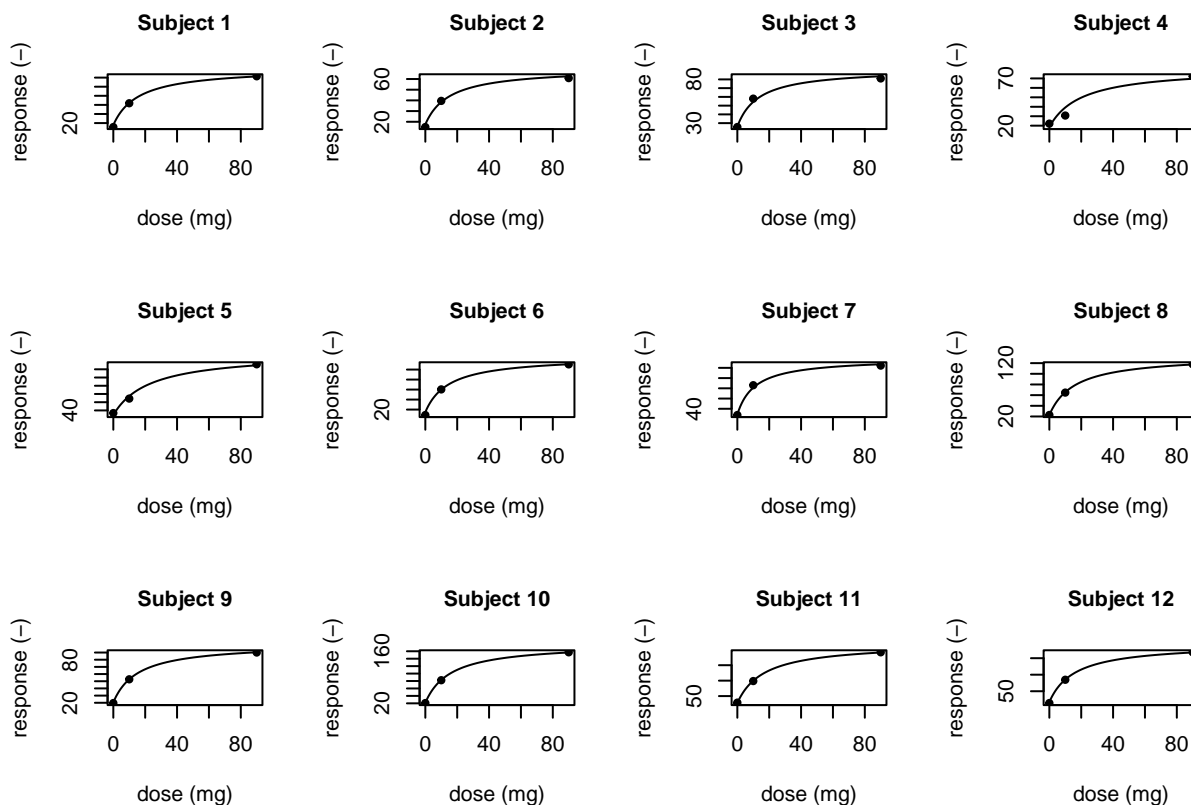 Subject 1
response (−)
20
0 40 80
dose (mg)
Subject 2
response (−)
20 60
0 40 80
dose (mg)
Subject 3
response (−)
30 80
0 40 80
dose (mg)
Subject 4
response (−)
20 70
0 40 80
dose (mg)
Subject 5
response (−)
40
0 40 80
dose (mg)
Subject 6
response (−)
20
0 40 80
dose (mg)
Subject 7
response (−)
40
0 40 80
dose (mg)
Subject 8
response (−)
20 120
0 40 80
dose (mg)
Subject 9
response (−)
20 80
0 40 80
dose (mg)
Subject 10
response (−)
20 160
0 40 80
dose (mg)
Subject 11
response (−)
50
0 40 80
dose (mg)
Subject 12
response (−)
50
0 40 80
dose (mg)